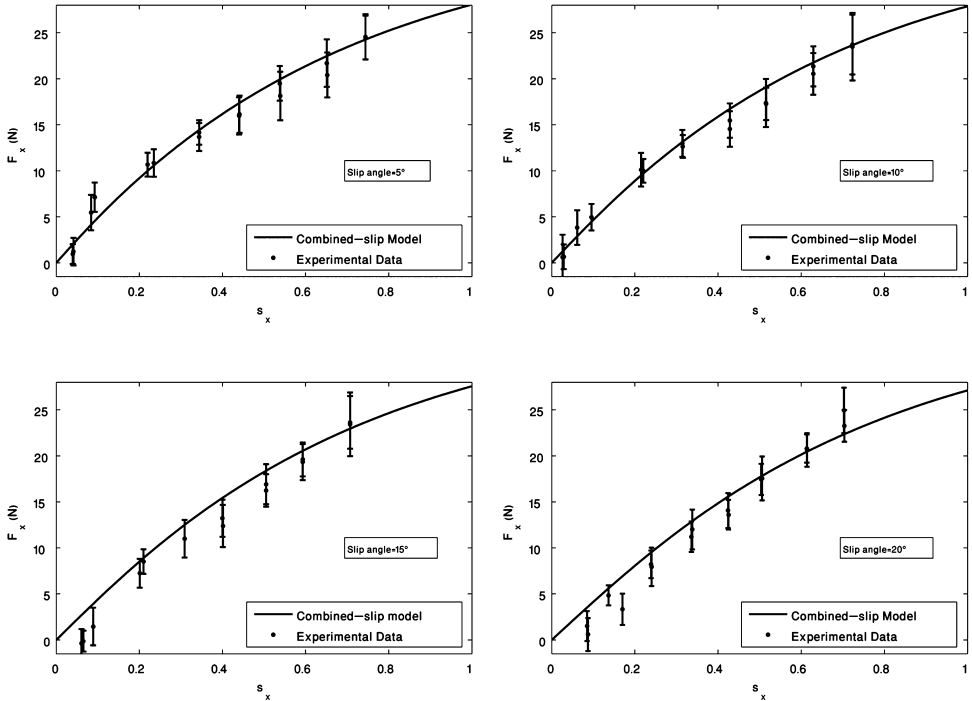 25
20
15
10
5
0
F x (N)
Slip angle=5°
Combined−slip Model
Experimental Data
0 0.2 0.4 0.6 0.8 1
s x
25
20
15
10
5
0
F x (N)
Slip angle=10°
Combined−slip Model
Experimental Data
0 0.2 0.4 0.6 0.8 1
s x
25
20
15
10
5
0
F x (N)
Slip angle=15°
Combined−slip model
Experimental Data
0 0.2 0.4 0.6 0.8 1
s x
25
20
15
10
5
0
F x (N)
Slip angle=20°
Combined−slip Model
Experimental Data
0 0.2 0.4 0.6 0.8 1
s x